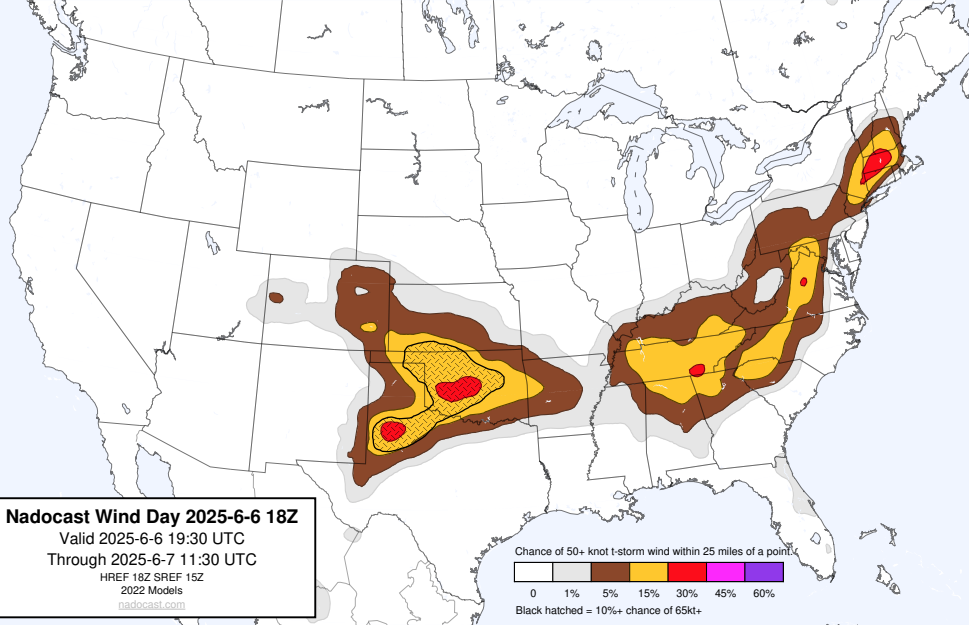 Nadocast Wind Day 2025-6-6 18Z
Valid 2025-6-6 19:30 UTC
Through 2025-6-7 11:30 UTC
HREF 18Z SREF 15Z
2022 Models
nadocast.com
Chance of 50+ knot t-storm wind within 25 miles of a point.
0 1% 5% 15% 30% 45% 60%
Black hatched = 10%+ chance of 65kt+